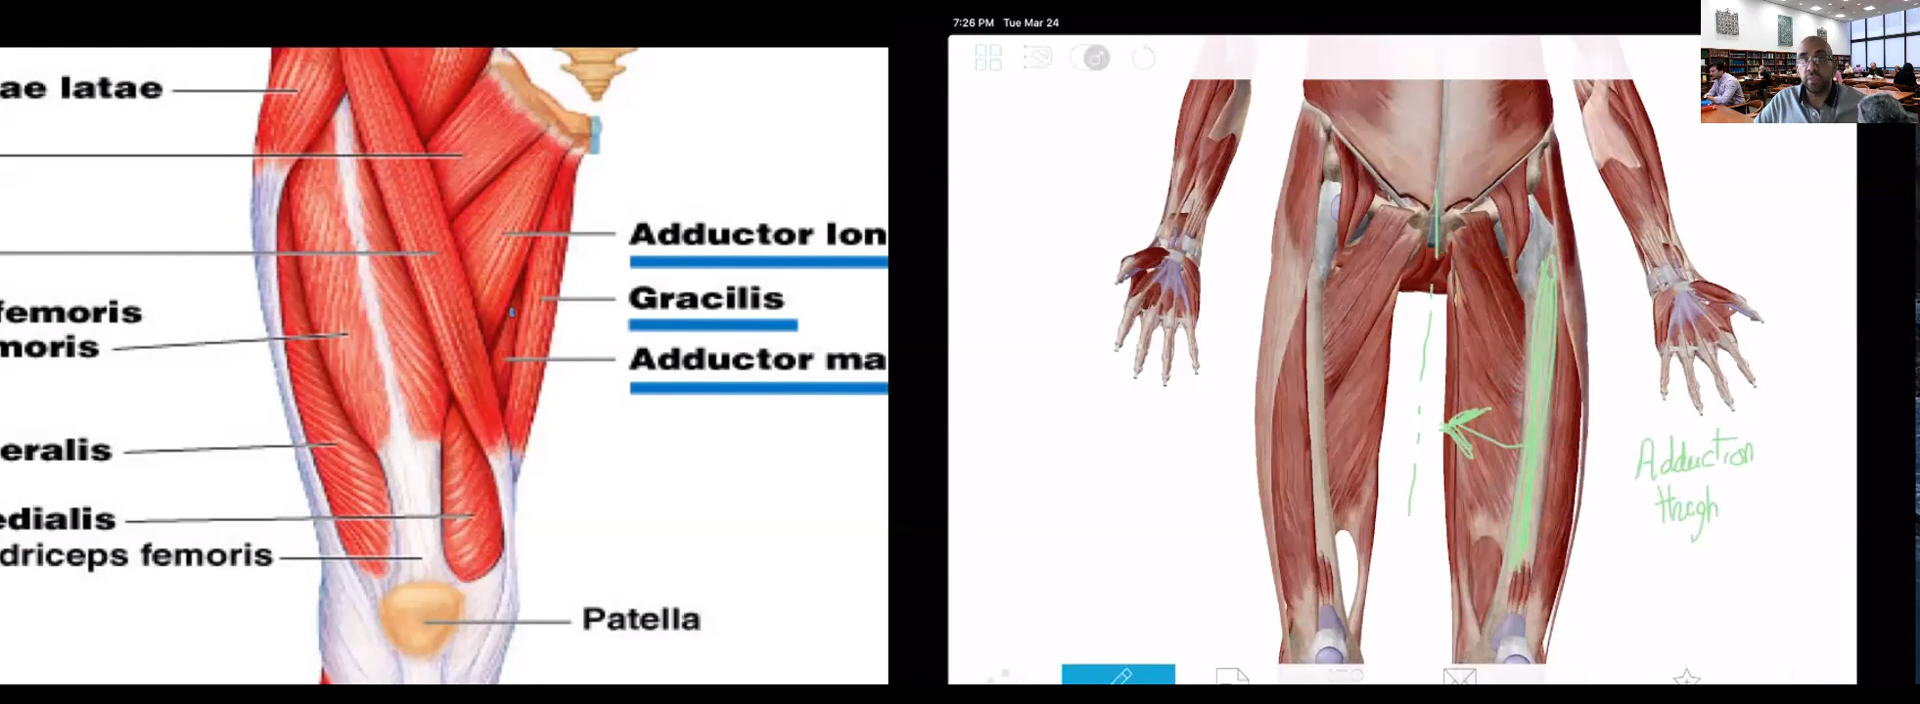 7:26 PM Tue Mar 24
ae latae
Adductor lon
Gracilis
femoris
moris
Adductor ma
eralis
edialis
driceps femoris
Patella
Adduction
thagh